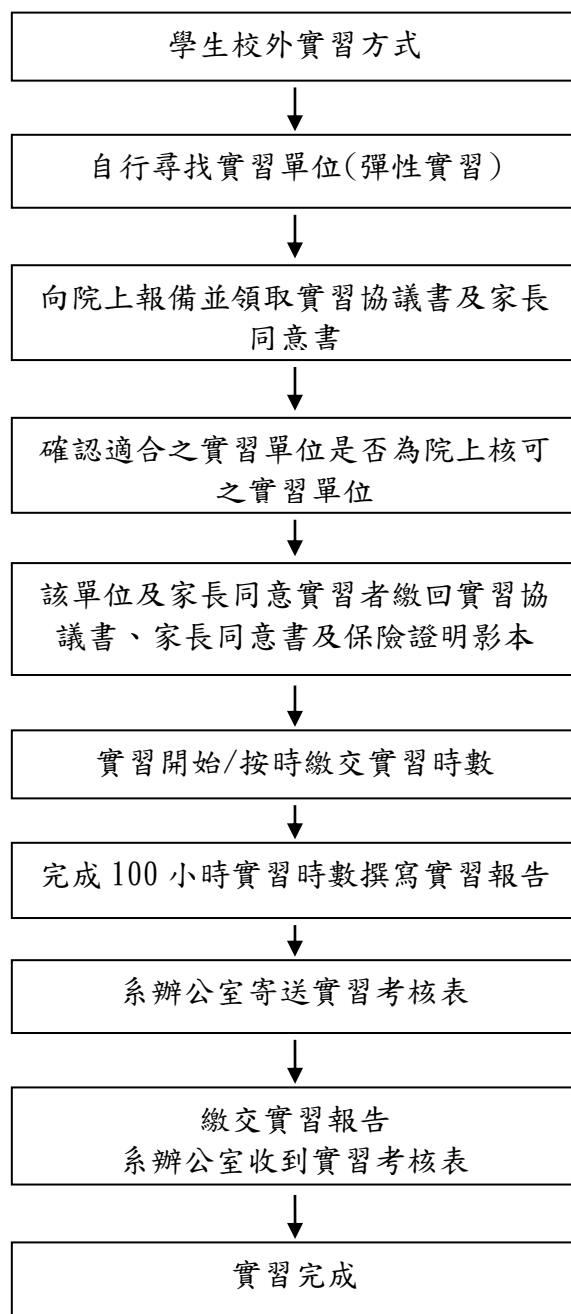 學生校外實習方式
自行尋找實習單位(彈性實習)
向院上報備並領取實習協議書及家長
同意書
確認適合之實習單位是否為院上核可
之實習單位
該單位及家長同意實習者繳回實習協
議書、家長同意書及保險證明影本
實習開始/按時繳交實習時數
完成 100 小時實習時數撰寫實習報告
系辦公室寄送實習考核表
繳交實習報告
系辦公室收到實習考核表
實習完成